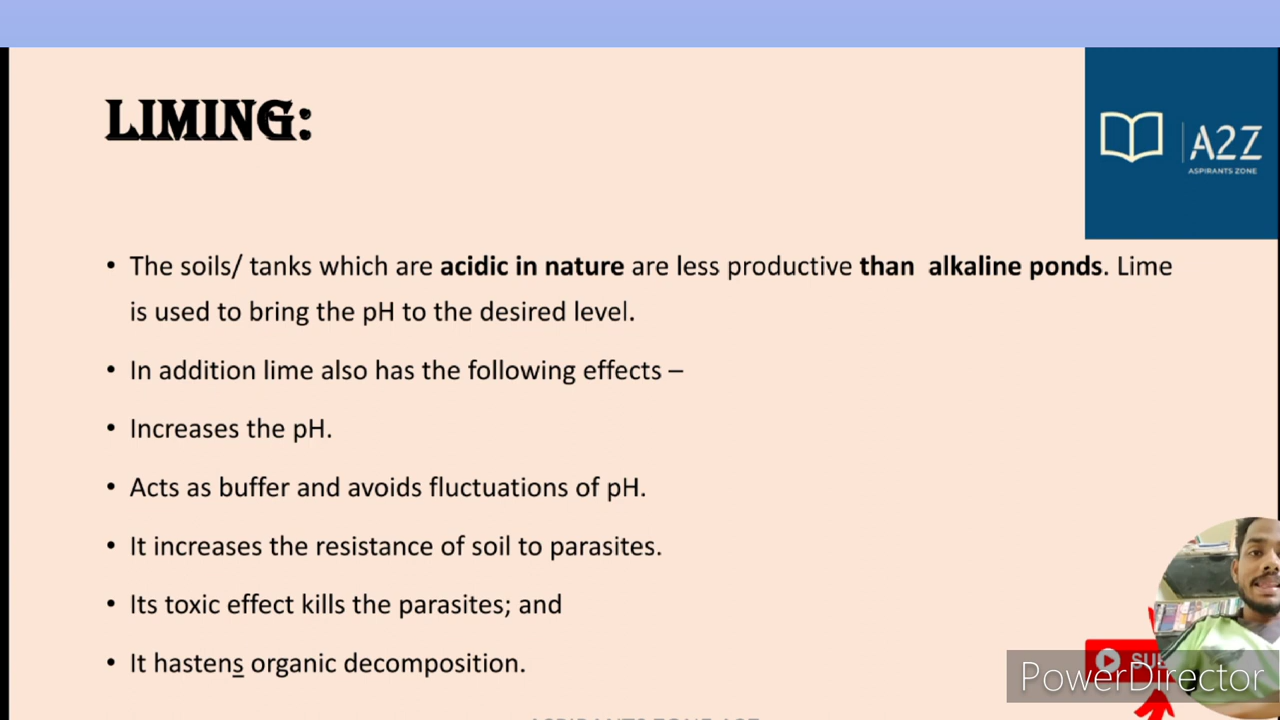 LIMING:
A2Z
ASPIRANTS ZONE
• The soils/ tanks which are acidic in nature are less productive than alkaline ponds. Lime
is used to bring the pH to the desired level.
• In addition lime also has the following effects –
• Increases the pH.
• Acts as buffer and avoids fluctuations of pH.
• It increases the resistance of soil to parasites.
• Its toxic effect kills the parasites; and
• It hastens organic decomposition.
PowerDirector